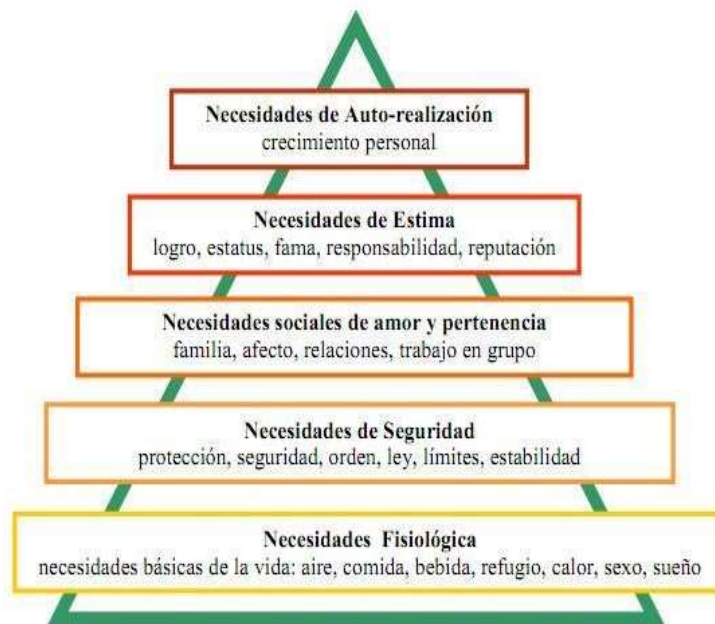 Necesidades de Auto-realización
crecimiento personal
Necesidades de Estima
logro, estatus, fama, responsabilidad, reputación
Necesidades sociales de amor y pertenencia
familia, afecto, relaciones, trabajo en grupo
Necesidades de Seguridad
protección, seguridad, orden, ley, límites, estabilidad
Necesidades Fisiológica
necesidades básicas de la vida: aire, comida, bebida, refugio, calor, sexo, sueño